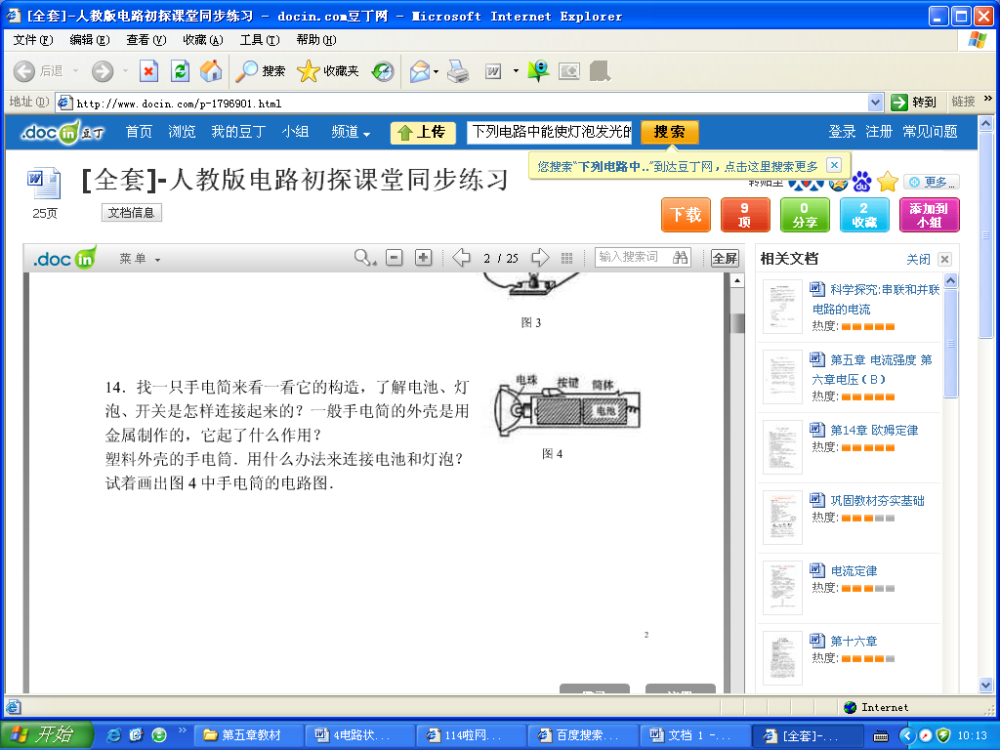 [全套]-人教版电路初探课堂同步练习 - docin.com豆丁网 - Microsoft Internet Explorer
文件(F) 编辑(E) 查看(V) 收藏(A) 工具(T) 帮助(H)
后退 搜索 收藏夹
地址(D) http://www.docin.com/p-1796901.html 转到 链接 »
.docin豆丁 首页 浏览 我的豆丁 小组 频道 上传 下列电路中能使灯泡发光的 搜索 登录 注册 常见问题
您搜索“下列电路中..”到达豆丁网，点击这里搜索更多
[全套]-人教版电路初探课堂同步练习
转贴至 更多..
25页 文档信息
下载 9 顶 0 分享 2 收藏 添加到小组
.docin 菜单 2 / 25 输入搜索词 全屏
图 3
14．找一只手电筒来看一看它的构造，了解电池、灯
泡、开关是怎样连接起来的？一般手电筒的外壳是用
金属制作的，它起了什么作用？
塑料外壳的手电筒．用什么办法来连接电池和灯泡？
试着画出图 4 中手电筒的电路图．
电珠 按键 筒体
电池
图 4
2
相关文档 关闭
科学探究:串联和并联
电路的电流
热度:
第五章 电流强度 第
六章电压（B）
热度:
第14章 欧姆定律
热度:
巩固教材夯实基础
热度:
电流定律
热度:
第十六章
热度:
Internet
开始 » 第五章教材 4电路状... 114啦网... 百度搜索... 文档 1 -... [全套]-... 10:13